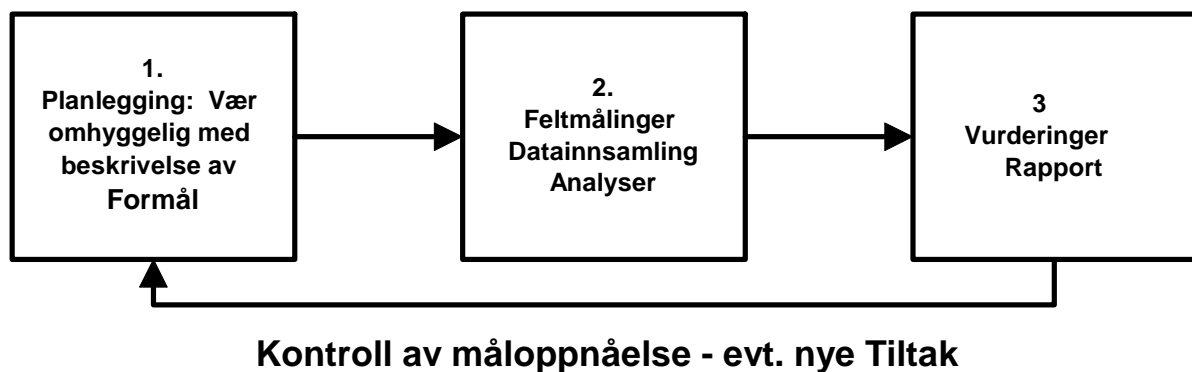 1.
Planlegging: Vær
omhyggelig med
beskrivelse av
Formål
2.
Feltmålinger
Datainnsamling
Analyser
3
Vurderinger
Rapport
Kontroll av måloppnåelse - evt. nye Tiltak